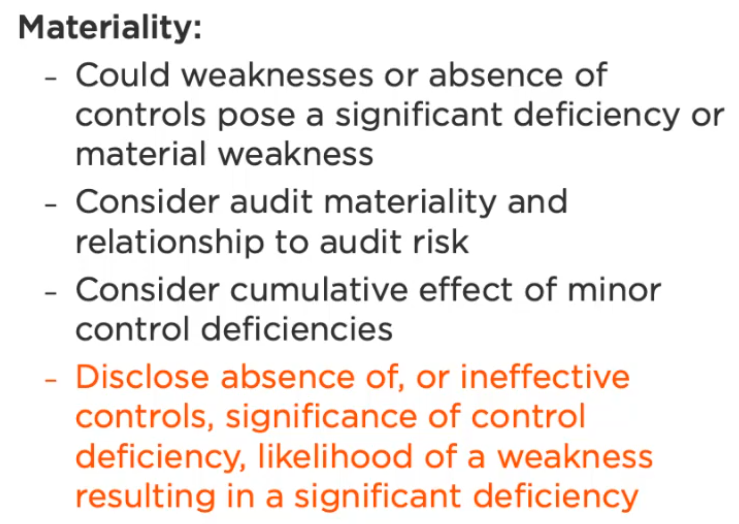 Materiality:
- Could weaknesses or absence of
controls pose a significant deficiency or
material weakness
- Consider audit materiality and
relationship to audit risk
- Consider cumulative effect of minor
control deficiencies
- Disclose absence of, or ineffective
controls, significance of control
deficiency, likelihood of a weakness
resulting in a significant deficiency